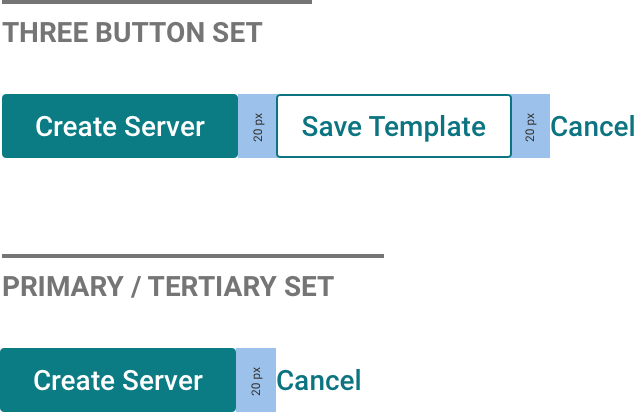 THREE BUTTON SET
Create Server 20 px Save Template 20 px Cancel
PRIMARY / TERTIARY SET
Create Server 20 px Cancel